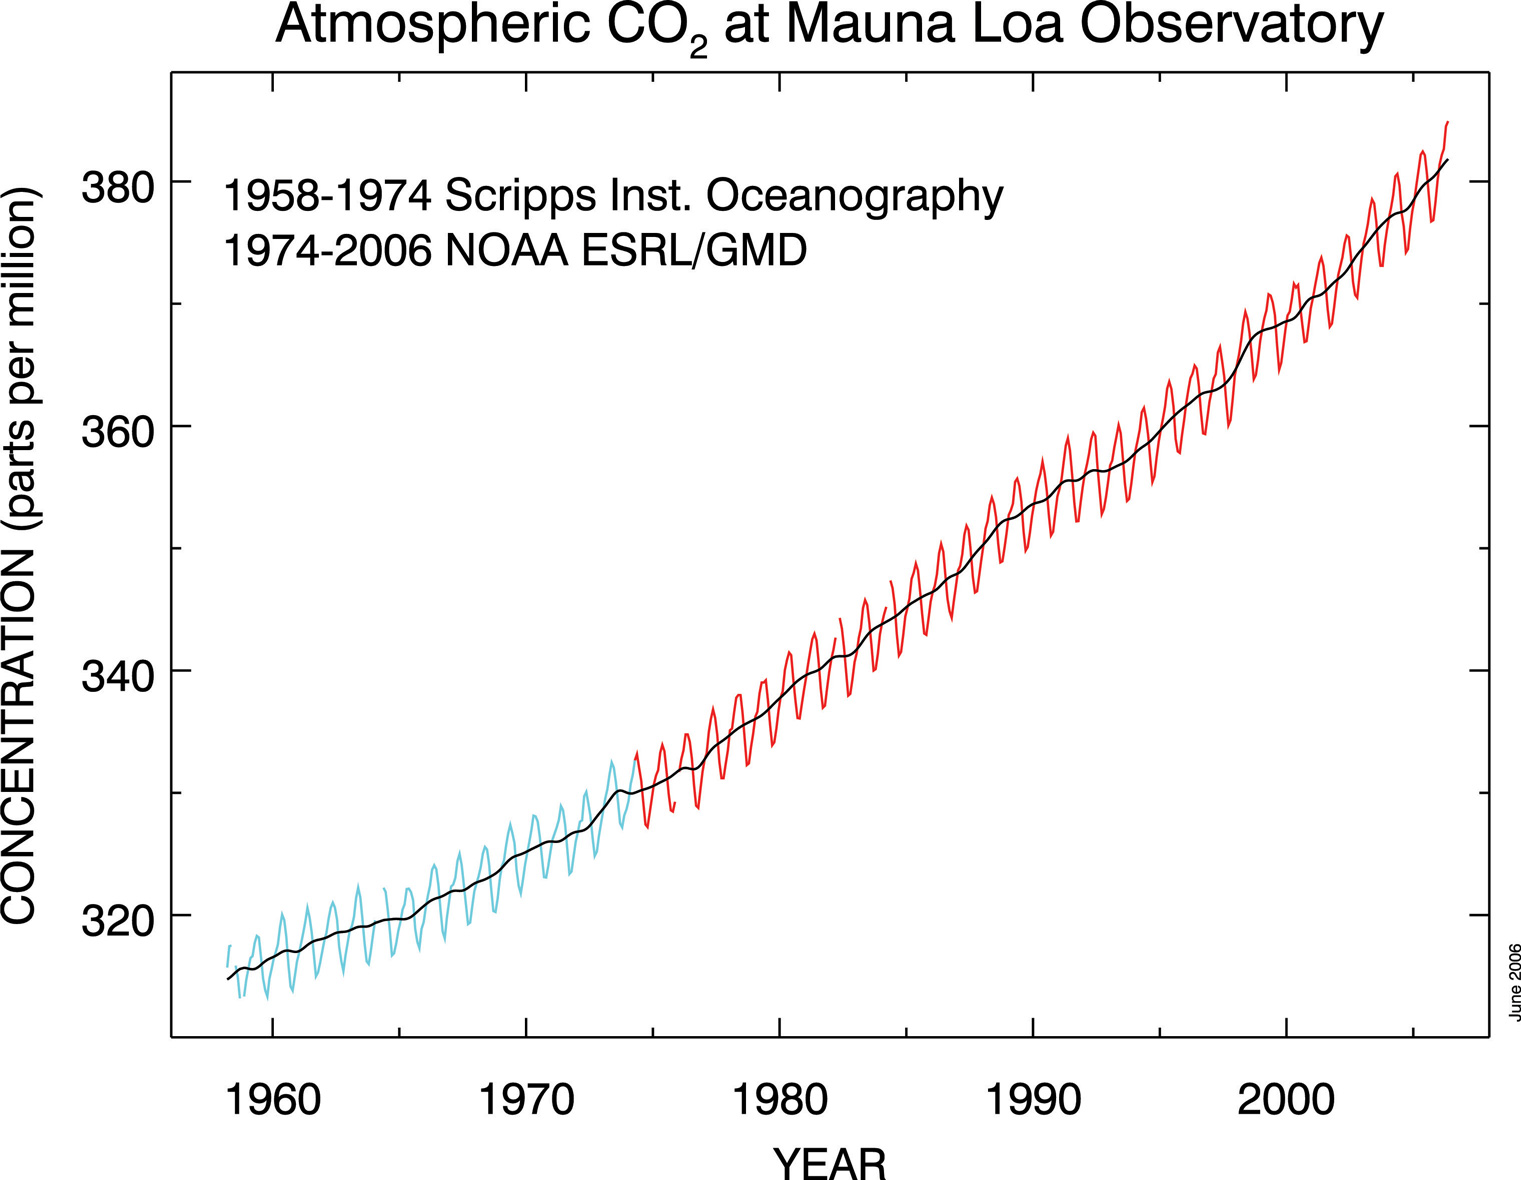 Atmospheric CO₂ at Mauna Loa Observatory
1958-1974 Scripps Inst. Oceanography
1974-2006 NOAA ESRL/GMD
CONCENTRATION (parts per million)
380
360
340
320
1960 1970 1980 1990 2000
YEAR
June 2006